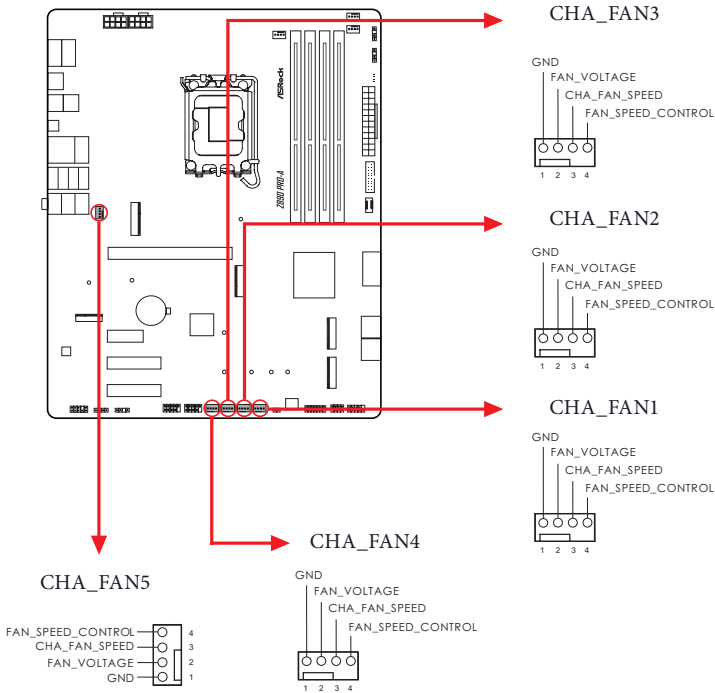 CHA_FAN3
GND
FAN_VOLTAGE
CHA_FAN_SPEED
FAN_SPEED_CONTROL
1 2 3 4
ASRock
Z890 PRO-A
CHA_FAN2
GND
FAN_VOLTAGE
CHA_FAN_SPEED
FAN_SPEED_CONTROL
1 2 3 4
CHA_FAN1
GND
FAN_VOLTAGE
CHA_FAN_SPEED
FAN_SPEED_CONTROL
1 2 3 4
CHA_FAN4
GND
FAN_VOLTAGE
CHA_FAN_SPEED
FAN_SPEED_CONTROL
1 2 3 4
CHA_FAN5
FAN_SPEED_CONTROL 4
CHA_FAN_SPEED 3
FAN_VOLTAGE 2
GND 1